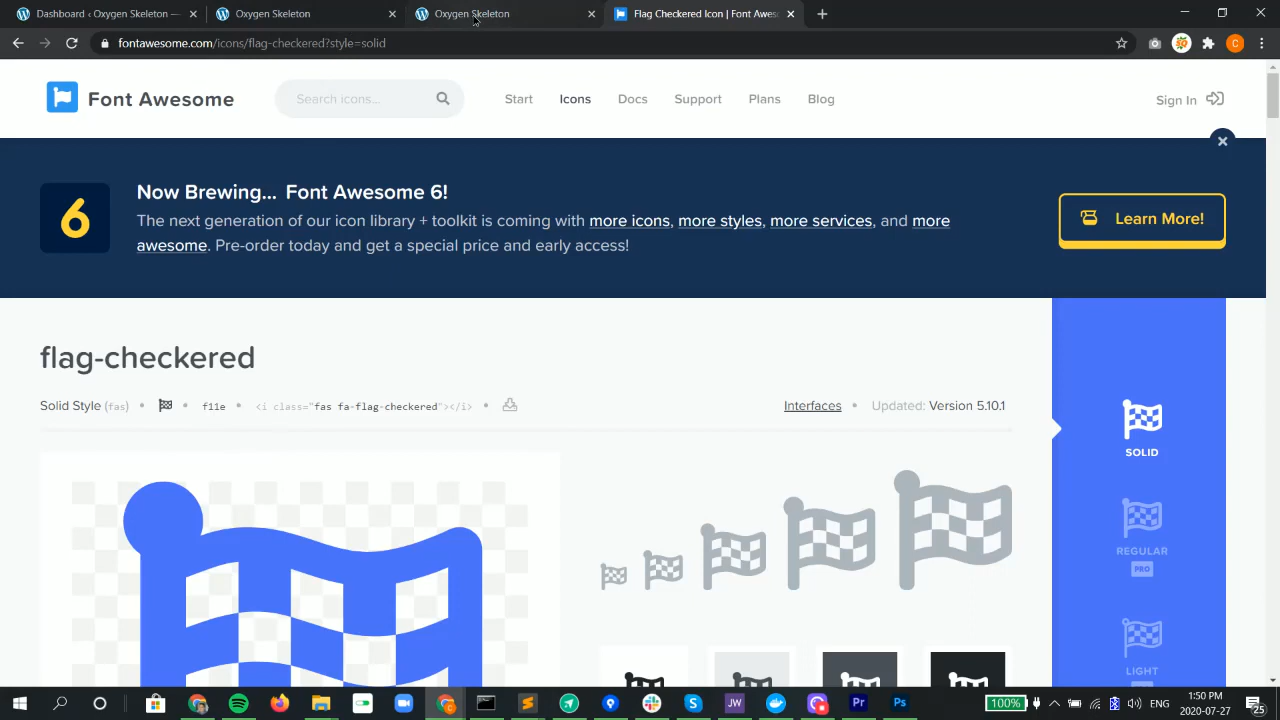 Dashboard ‹ Oxygen Skeleton —
Oxygen Skeleton
Oxygen Skeleton
Flag Checkered Icon | Font Awes
fontawesome.com/icons/flag-checkered?style=solid
C
Font Awesome
Search icons...
Start
Icons
Docs
Support
Plans
Blog
Sign In
6
Now Brewing... Font Awesome 6!
The next generation of our icon library + toolkit is coming with more icons, more styles, more services, and more
awesome. Pre-order today and get a special price and early access!
Learn More!
flag-checkered
Solid Style (fas)
f11e
<i class="fas fa-flag-checkered"></i>
Interfaces
Updated: Version 5.10.1
SOLID
REGULAR
PRO
LIGHT
JW
Pr
Ps
100%
ENG
1:50 PM
2020-07-27
25